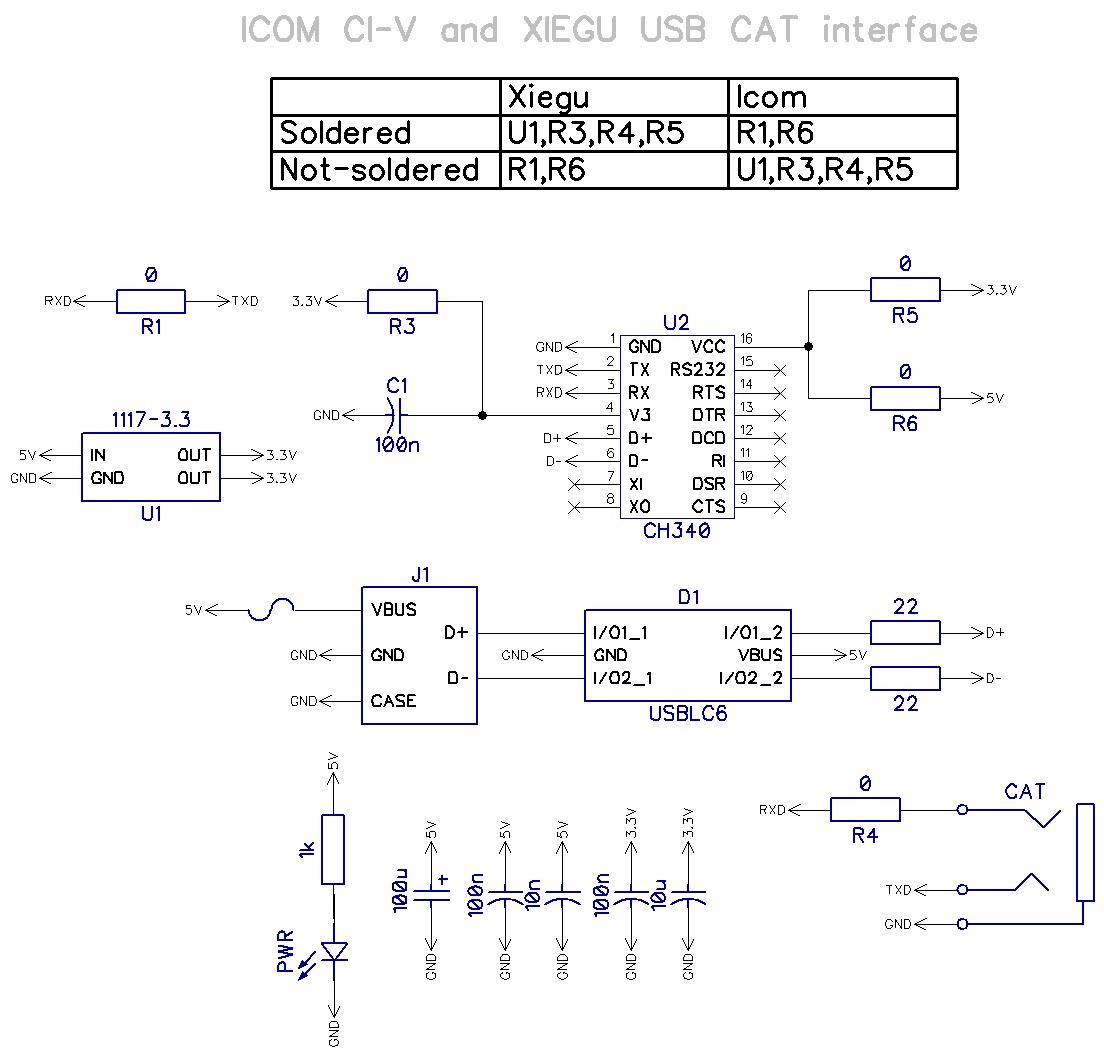 ICOM CI-V and XIEGU USB CAT interface
Xiegu Icom
Soldered U1,R3,R4,R5 R1,R6
Not-soldered R1,R6 U1,R3,R4,R5
0
RXD TXD
R1
0
3.3V
R3
C1
GND
100n
1117-3.3
5V IN OUT 3.3V
GND GND OUT 3.3V
U1
U2
GND 1 GND VCC 16
TXD 2 TX RS232 15
RXD 3 RX RTS 14
4 V3 DTR 13
D+ 5 D+ DCD 12
D- 6 D- RI 11
7 XI DSR 10
8 XO CTS 9
CH340
0
3.3V
R5
0
5V
R6
J1
5V VBUS
D+
GND GND
D-
GND CASE
D1
I/O1_1 I/O1_2
GND GND VBUS 5V
I/O2_1 I/O2_2
USBLC6
22
D+
D-
22
5V
1k
PWR
GND
5V
100u +
GND
5V
100n
GND
5V
10n
GND
3.3V
100n
GND
3.3V
10u
GND
0
RXD
R4
CAT
TXD
GND